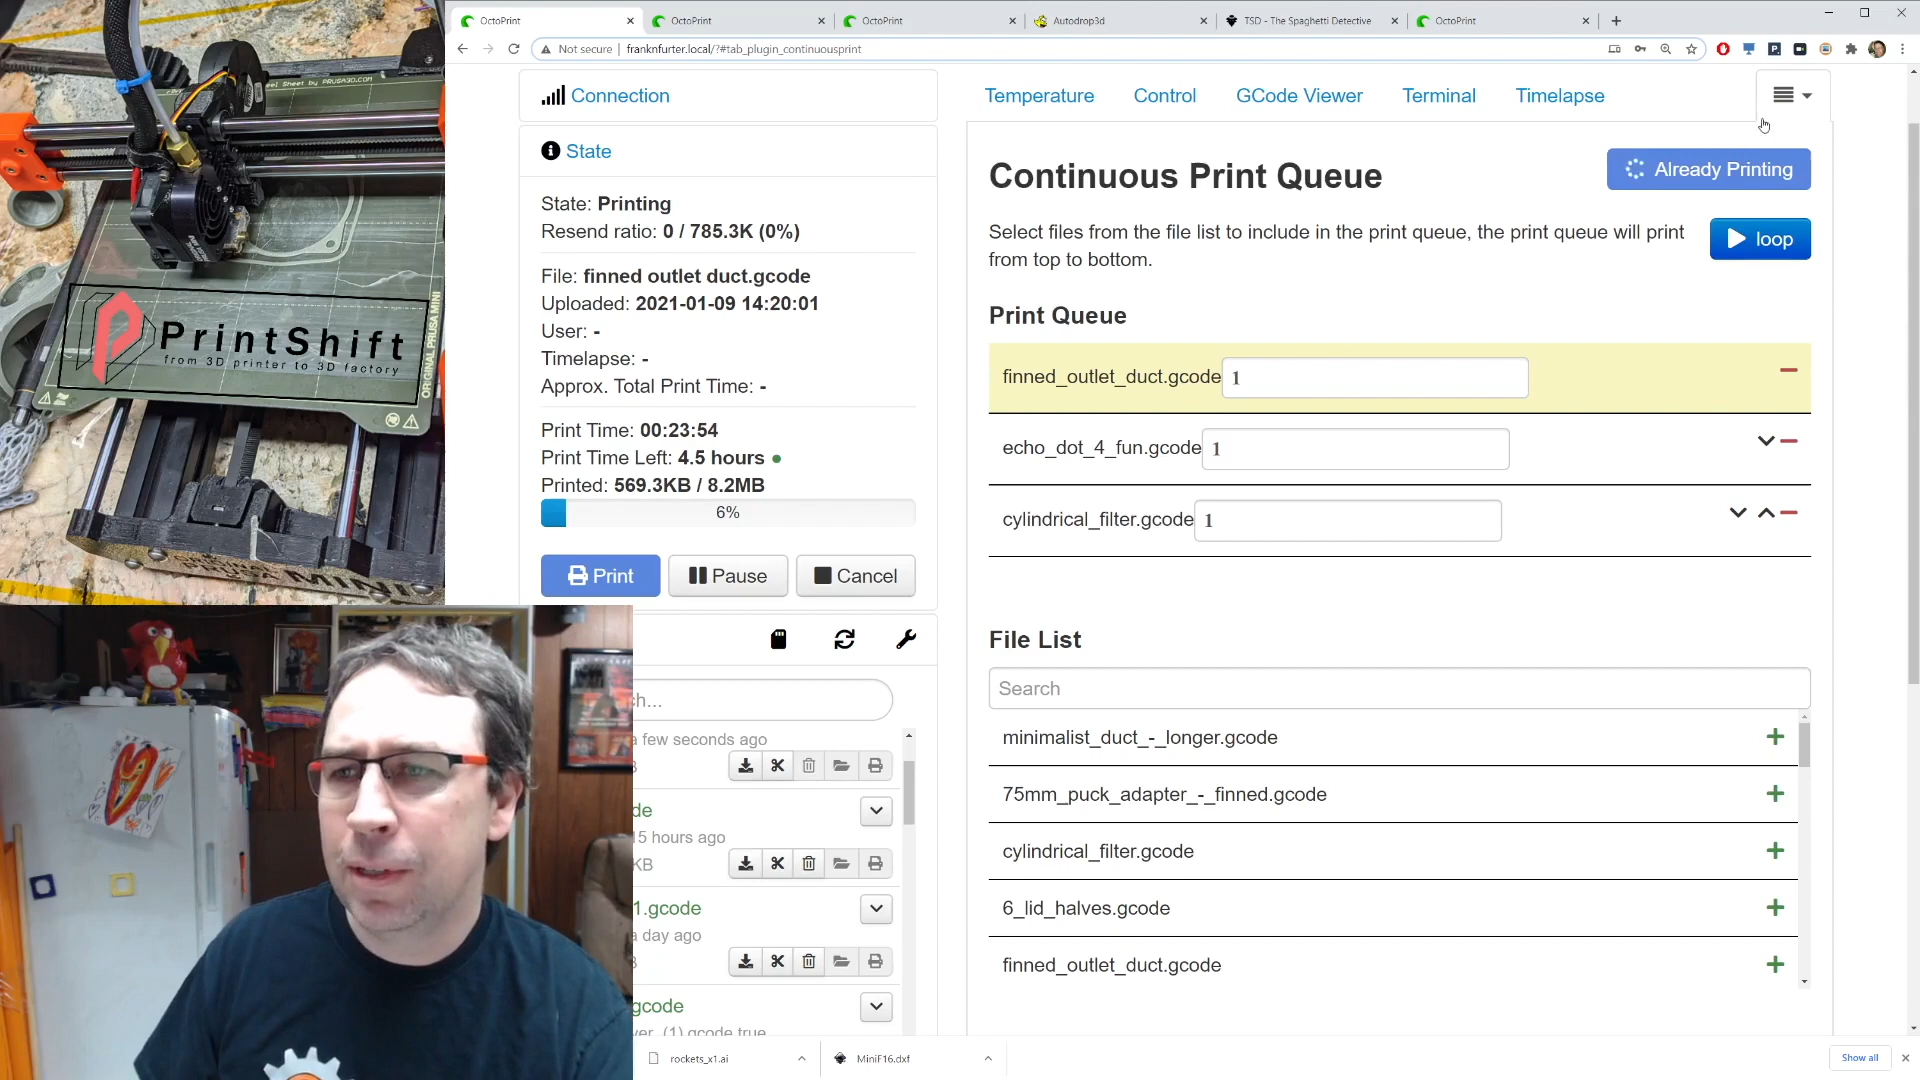 OctoPrint
OctoPrint
OctoPrint
Autodrop3d
TSD - The Spaghetti Detective
OctoPrint
Not secure
franknfurter.local/?#tab_plugin_continuousprint
Connection
State
State: Printing
Resend ratio: 0 / 785.3K (0%)
File: finned outlet duct.gcode
Uploaded: 2021-01-09 14:20:01
User: -
Timelapse: -
Approx. Total Print Time: -
Print Time: 00:23:54
Print Time Left: 4.5 hours
Printed: 569.3KB / 8.2MB
6%
Print
Pause
Cancel
a few seconds ago
de
15 hours ago
KB
1.gcode
a day ago
gcode
Temperature
Control
GCode Viewer
Terminal
Timelapse
Continuous Print Queue
Already Printing
Select files from the file list to include in the print queue, the print queue will print
from top to bottom.
loop
Print Queue
finned_outlet_duct.gcode 1
echo_dot_4_fun.gcode 1
cylindrical_filter.gcode 1
File List
Search
minimalist_duct_-_longer.gcode
75mm_puck_adapter_-_finned.gcode
cylindrical_filter.gcode
6_lid_halves.gcode
finned_outlet_duct.gcode
rockets_x1.ai
MiniF16.dxf
Show all
PrintShift
from 3D printer to 3D factory
ORIGINAL PRUSA MINI